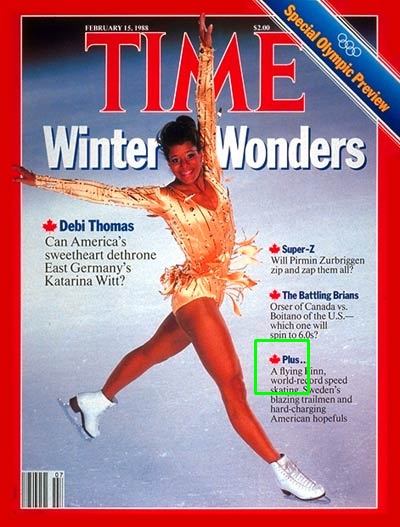 Special Olympic Preview
FEBRUARY 15, 1988
$2.00
TIME
Winter Wonders
Debi Thomas
Can America's
sweetheart dethrone
East Germany's
Katarina Witt?
Super-Z
Will Pirmin Zurbriggen
zip and zap them all?
The Battling Brians
Orser of Canada vs.
Boitano of the U.S.—
which one will
spin to 6.0s?
Plus..
A flying Finn,
world-record speed
skating, Sweden's
blazing trailmen and
hard-charging
American hopefuls
07